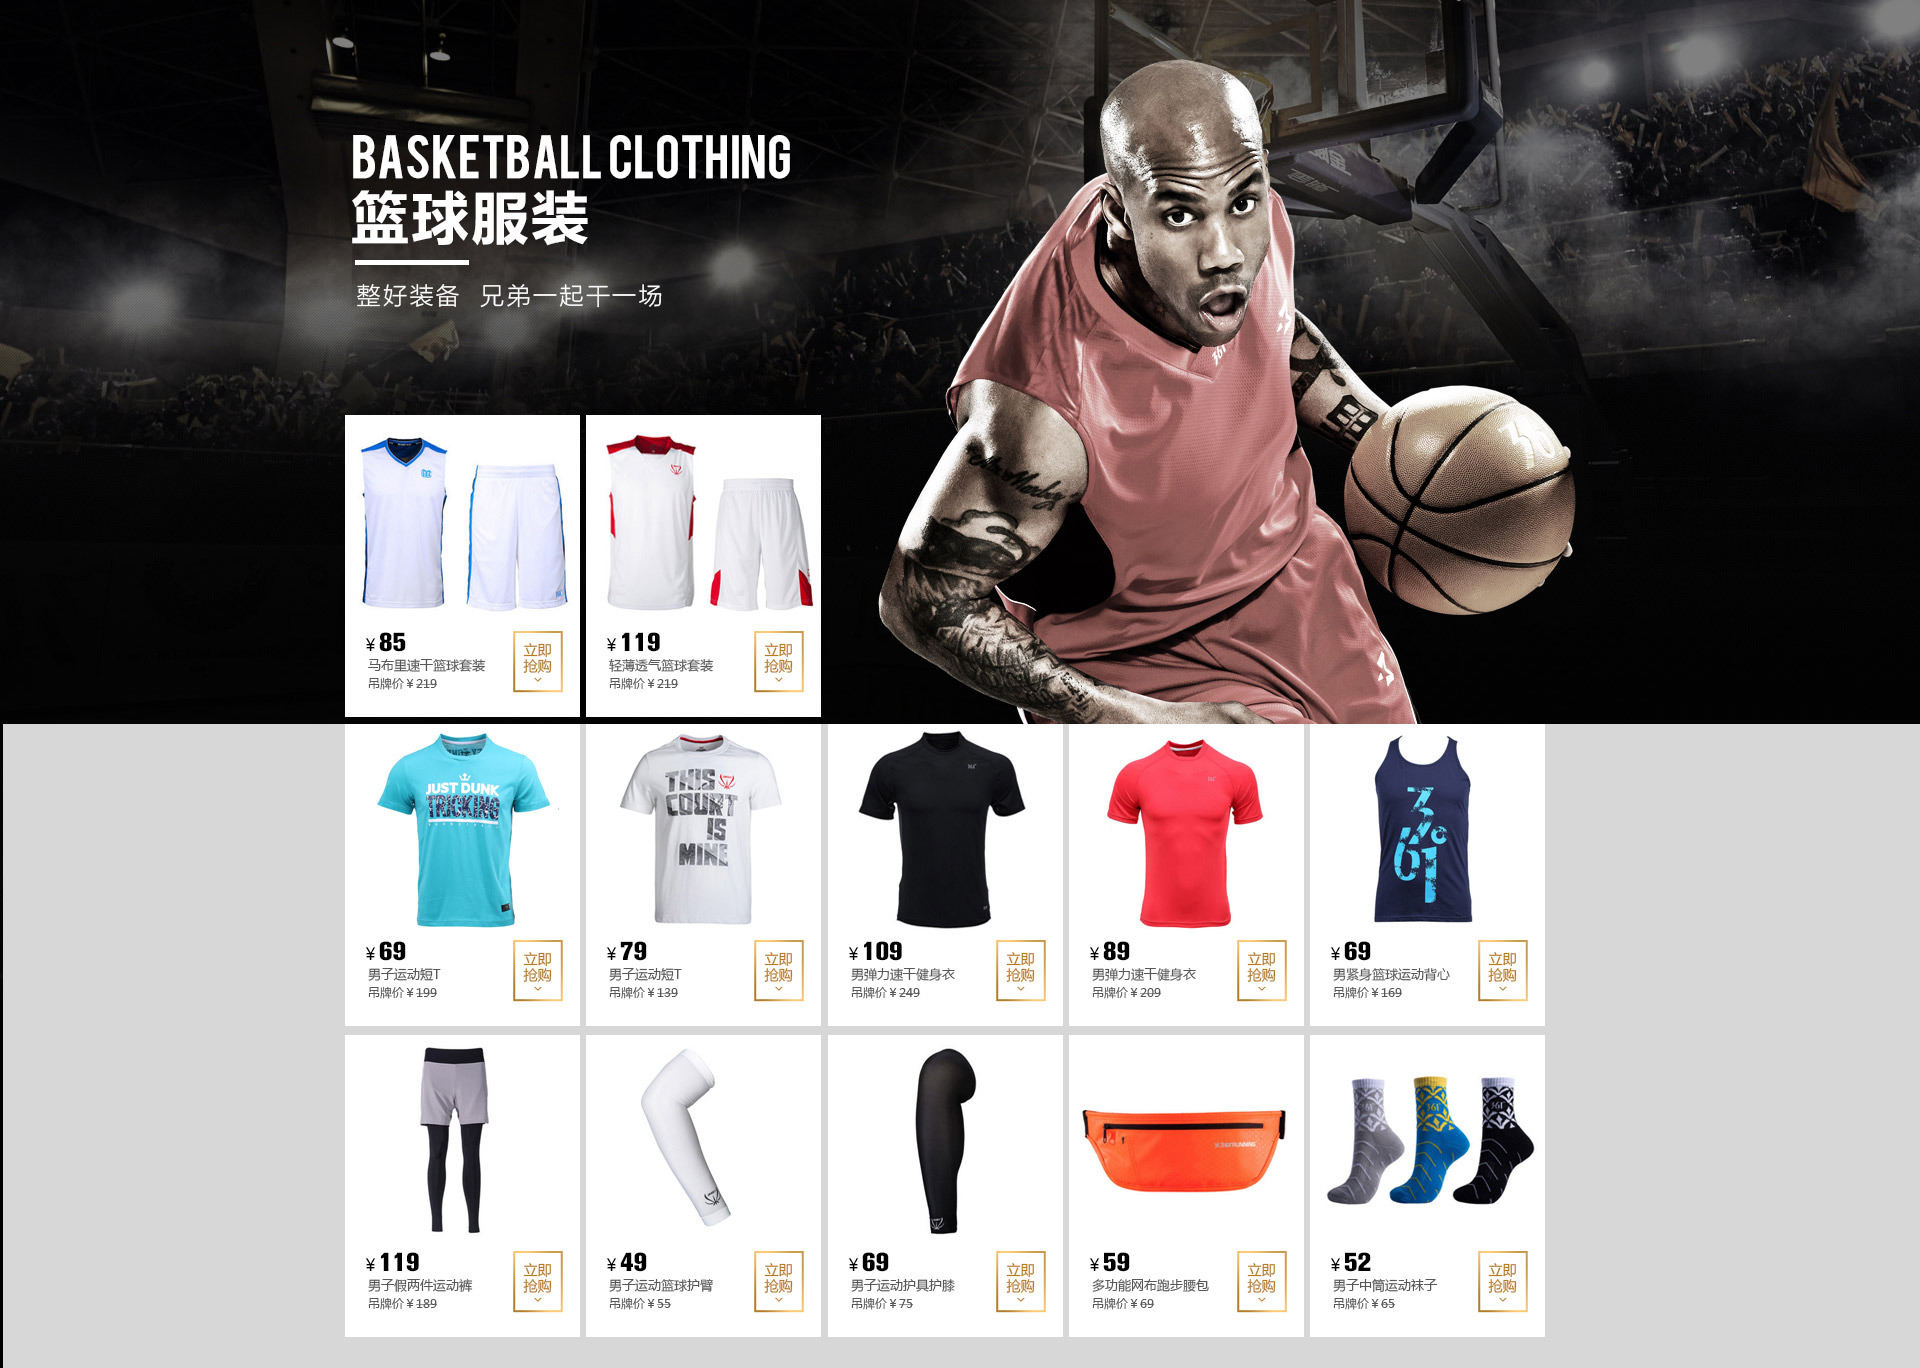 BASKETBALL CLOTHING
篮球服装
整好装备 兄弟一起干一场
¥ 85
马布里速干篮球套装
吊牌价 ¥ 219
立即
抢购
¥ 119
轻薄透气篮球套装
吊牌价 ¥ 219
立即
抢购
JUST DUNK
TRICKING
¥ 69
男子运动短T
吊牌价 ¥ 199
立即
抢购
THIS
COURT
IS
MINE
¥ 79
男子运动短T
吊牌价 ¥ 139
立即
抢购
¥ 109
男弹力速干健身衣
吊牌价 ¥ 249
立即
抢购
¥ 89
男弹力速干健身衣
吊牌价 ¥ 209
立即
抢购
3
61
¥ 69
男紧身篮球运动背心
吊牌价 ¥ 169
立即
抢购
¥ 119
男子假两件运动裤
吊牌价 ¥ 189
立即
抢购
¥ 49
男子运动篮球护臂
吊牌价 ¥ 55
立即
抢购
¥ 69
男子运动护具护膝
吊牌价 ¥ 75
立即
抢购
¥ 59
多功能网布跑步腰包
吊牌价 ¥ 69
立即
抢购
361
361
361
¥ 52
男子中筒运动袜子
吊牌价 ¥ 65
立即
抢购